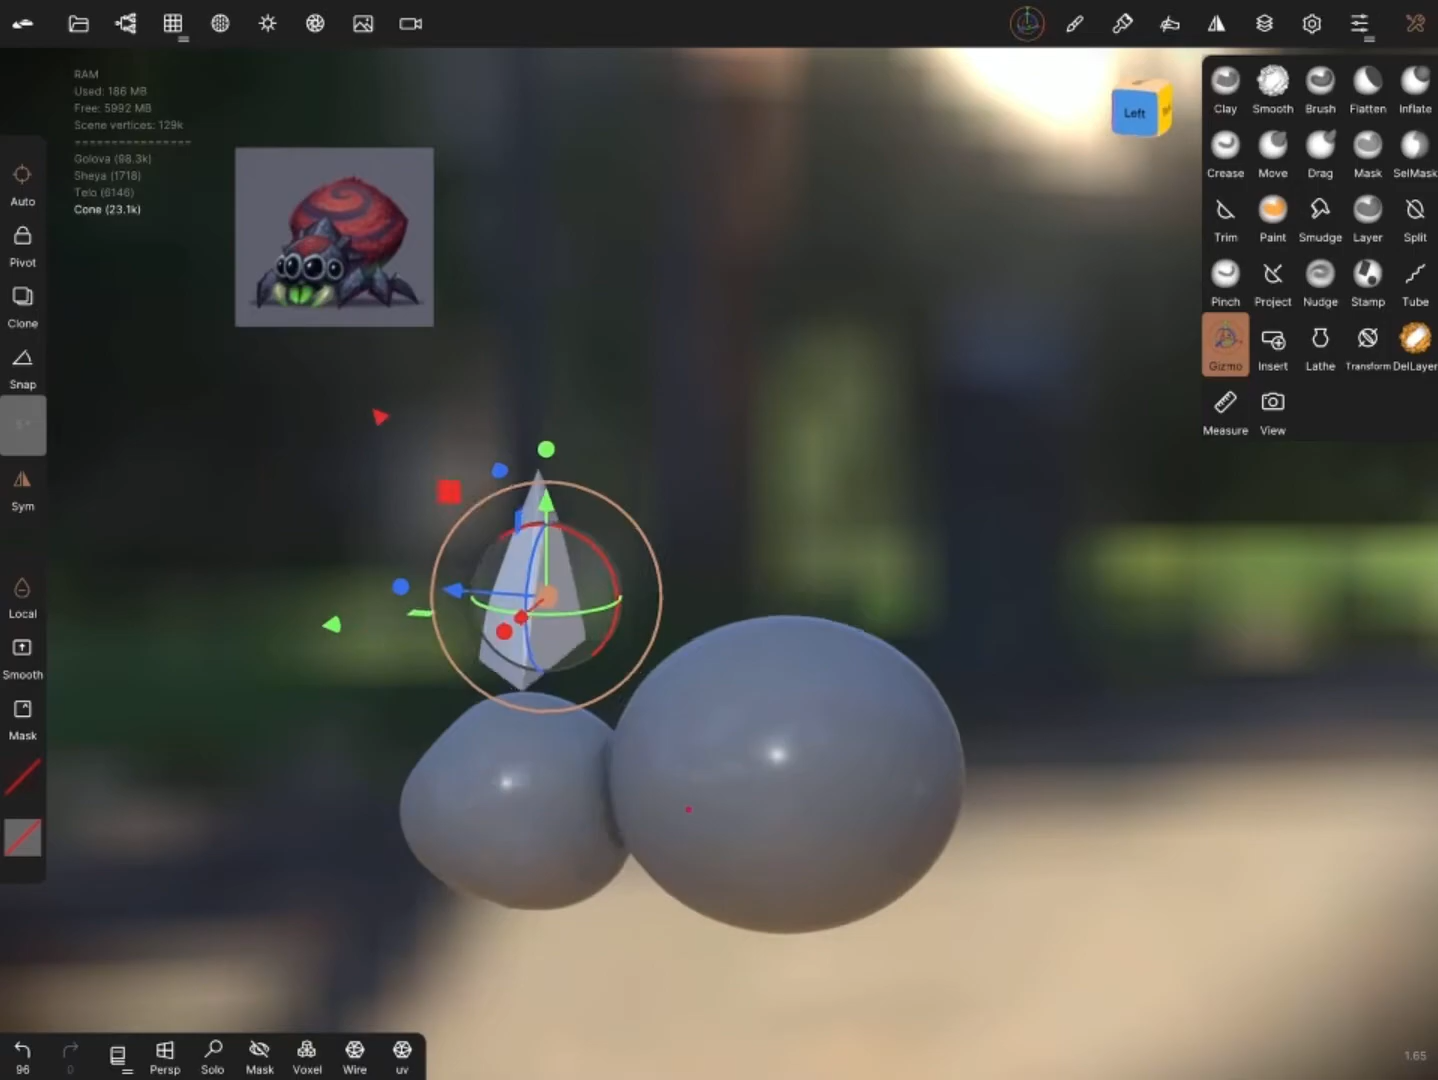 RAM
Used: 186 MB
Free: 5992 MB
Scene vertices: 129k
-----------------
Golova (98.3k)
Sheya (1718)
Telo (6146)
Cone (23.1k)
Left
Clay Smooth Brush Flatten Inflate
Crease Move Drag Mask SelMask
Trim Paint Smudge Layer Split
Pinch Project Nudge Stamp Tube
Gizmo Insert Lathe Transform DelLayer
Measure View
Auto
Pivot
Clone
Snap
Sym
Local
Smooth
Mask
96 0 Persp Solo Mask Voxel Wire uv
1.65